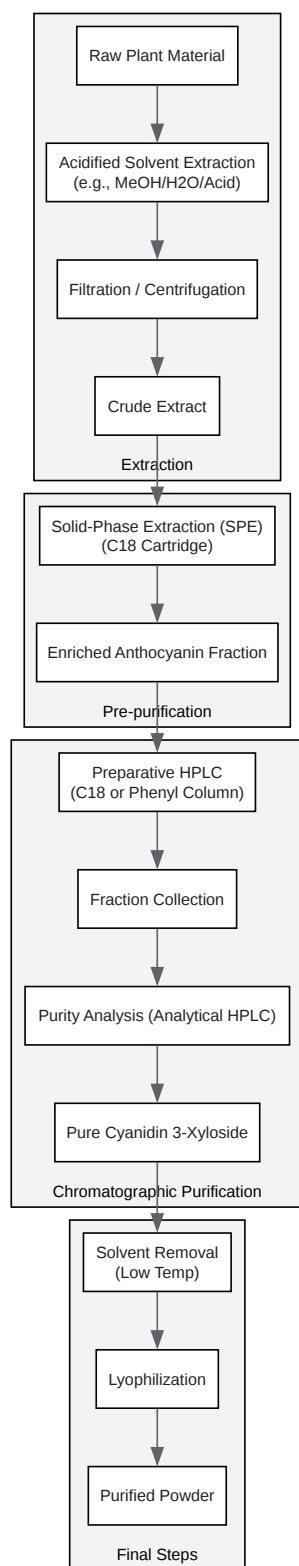 Raw Plant Material
Acidified Solvent Extraction
(e.g., MeOH/H2O/Acid)
Filtration / Centrifugation
Crude Extract
Extraction
Solid-Phase Extraction (SPE)
(C18 Cartridge)
Enriched Anthocyanin Fraction
Pre-purification
Preparative HPLC
(C18 or Phenyl Column)
Fraction Collection
Purity Analysis (Analytical HPLC)
Pure Cyanidin 3-Xyloside
Chromatographic Purification
Solvent Removal
(Low Temp)
Lyophilization
Purified Powder
Final Steps